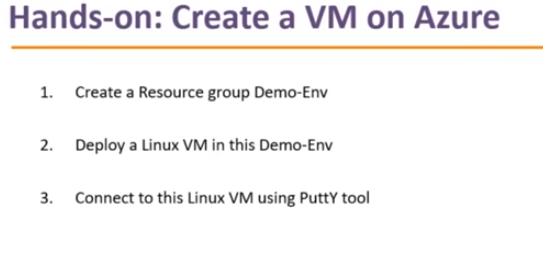 Hands-on: Create a VM on Azure
1. Create a Resource group Demo-Env
2. Deploy a Linux VM in this Demo-Env
3. Connect to this Linux VM using PuttY tool